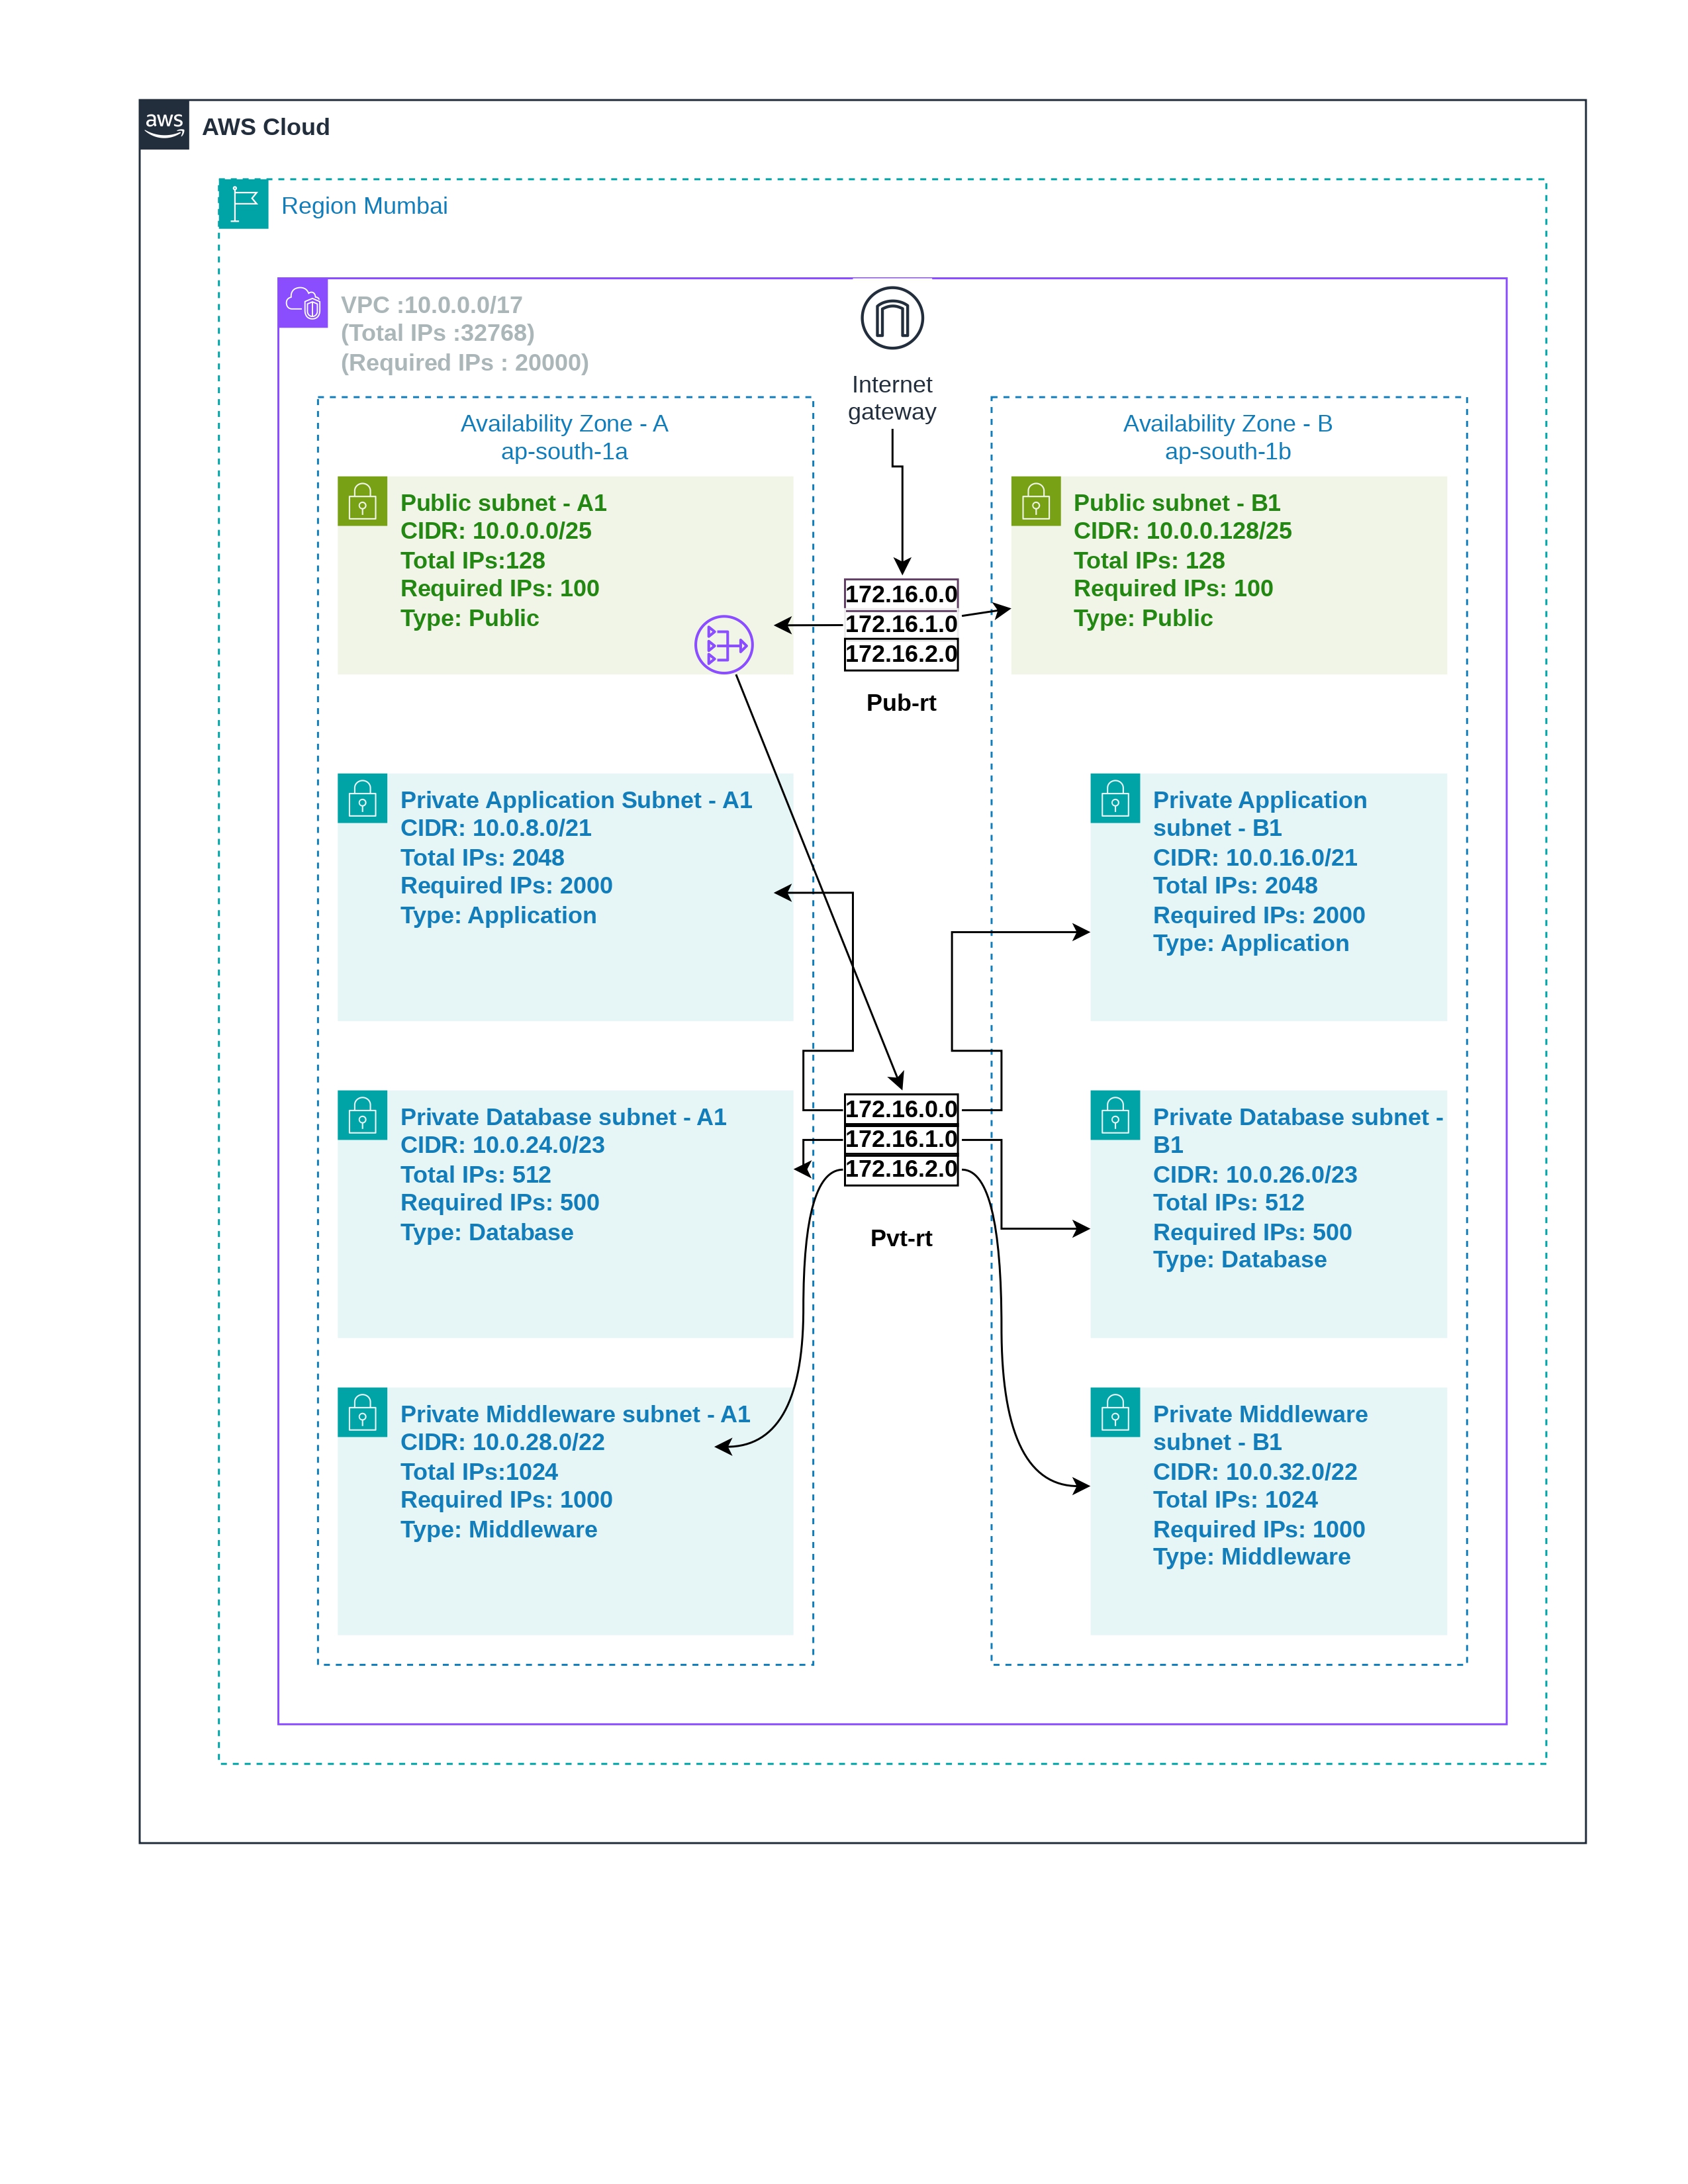 aws
AWS Cloud
Region Mumbai
VPC :10.0.0.0/17
(Total IPs :32768)
(Required IPs : 20000)
Internet
gateway
Availability Zone - A
ap-south-1a
Availability Zone - B
ap-south-1b
Public subnet - A1
CIDR: 10.0.0.0/25
Total IPs:128
Required IPs: 100
Type: Public
Public subnet - B1
CIDR: 10.0.0.128/25
Total IPs: 128
Required IPs: 100
Type: Public
172.16.0.0
172.16.1.0
172.16.2.0
Pub-rt
Private Application Subnet - A1
CIDR: 10.0.8.0/21
Total IPs: 2048
Required IPs: 2000
Type: Application
Private Application
subnet - B1
CIDR: 10.0.16.0/21
Total IPs: 2048
Required IPs: 2000
Type: Application
Private Database subnet - A1
CIDR: 10.0.24.0/23
Total IPs: 512
Required IPs: 500
Type: Database
172.16.0.0
172.16.1.0
172.16.2.0
Pvt-rt
Private Database subnet -
B1
CIDR: 10.0.26.0/23
Total IPs: 512
Required IPs: 500
Type: Database
Private Middleware subnet - A1
CIDR: 10.0.28.0/22
Total IPs:1024
Required IPs: 1000
Type: Middleware
Private Middleware
subnet - B1
CIDR: 10.0.32.0/22
Total IPs: 1024
Required IPs: 1000
Type: Middleware